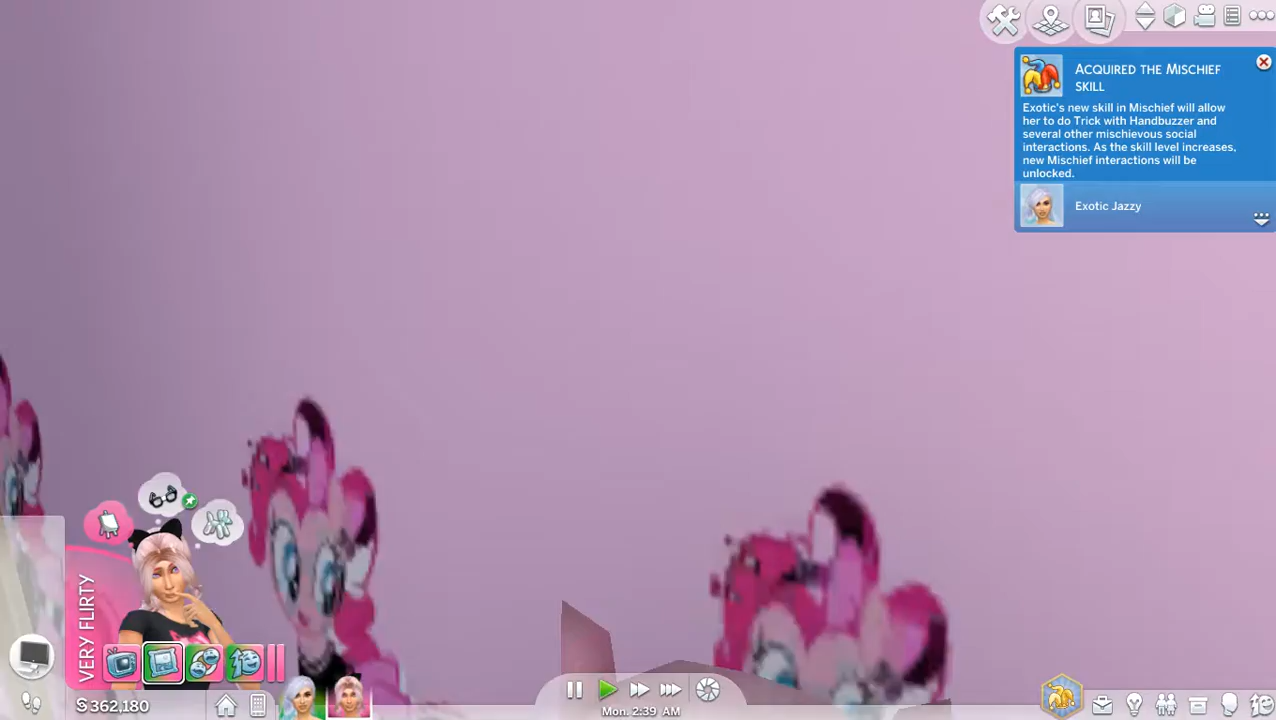 ACQUIRED THE MISCHIEF
SKILL
Exotic's new skill in Mischief will allow
her to do Trick with Handbuzzer and
several other mischievous social
interactions. As the skill level increases,
new Mischief interactions will be
unlocked.
Exotic Jazzy
VERY FLIRTY
§362,180
Mon. 2:39 AM